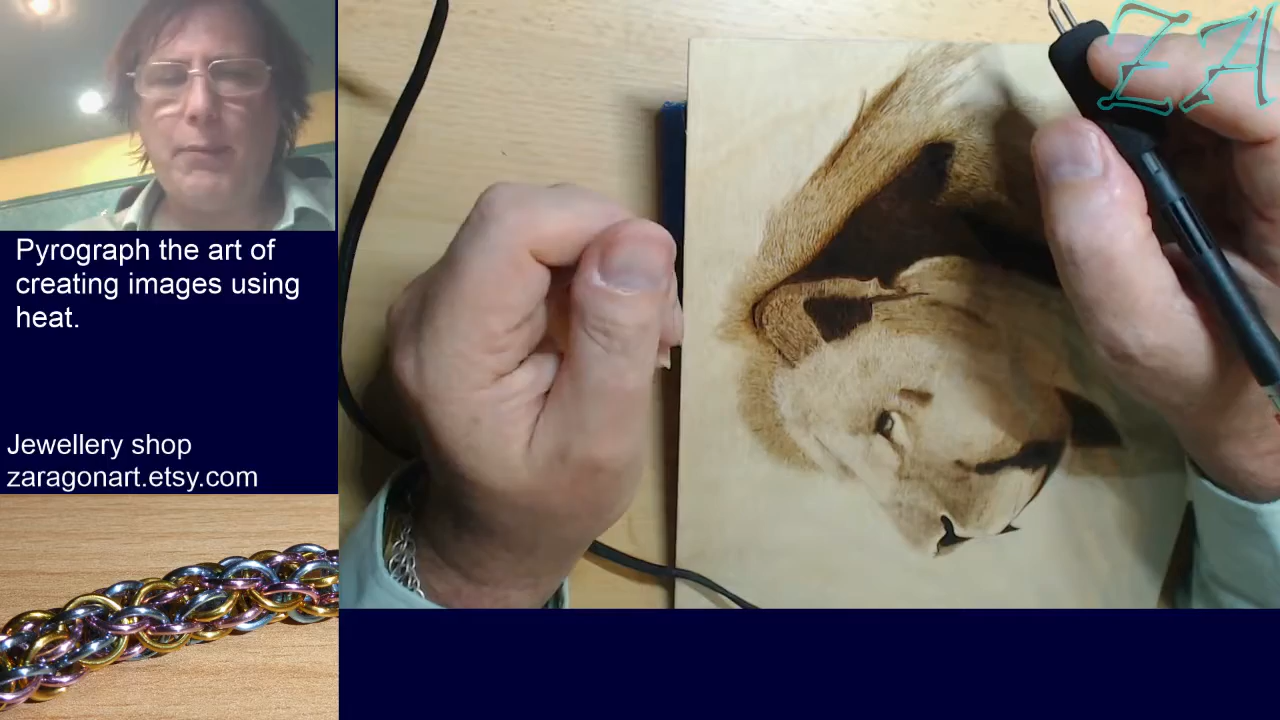 ZA
Pyrograph the art of
creating images using
heat.
Jewellery shop
zaragonart.etsy.com